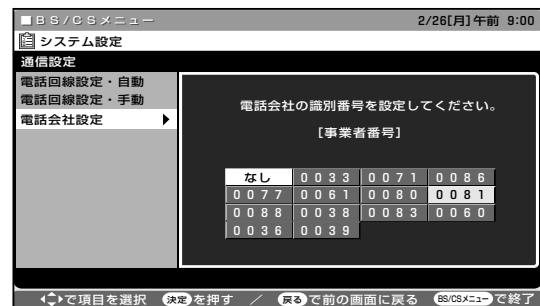 ■BS/CSメニュー 2/26[月]午前 9:00
システム設定
通信設定
電話回線設定・自動
電話回線設定・手動
電話会社設定
電話会社の識別番号を設定してください。
[事業者番号]
なし 0033 0071 0086
0077 0061 0080 0081
0088 0038 0083 0060
0036 0039
で項目を選択 決定を押す / 戻るで前の画面に戻る BS/CSメニューで終了